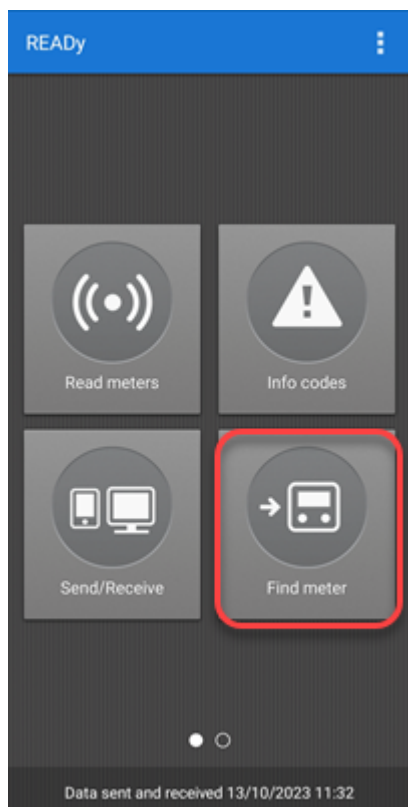 READy
Read meters
Info codes
Send/Receive
Find meter
Data sent and received 13/10/2023 11:32